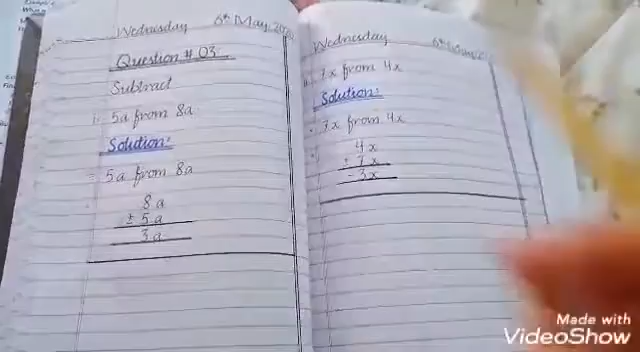 Wednesday 6th May, 20
Question # 03
Subtract
i. 5a from 8a
Solution:
5a from 8a
8a
± 5a
3a
Wednesday
7x from 4x
Solution:
7x from 4x
4x
± 7x
-3x
Made with
VideoShow